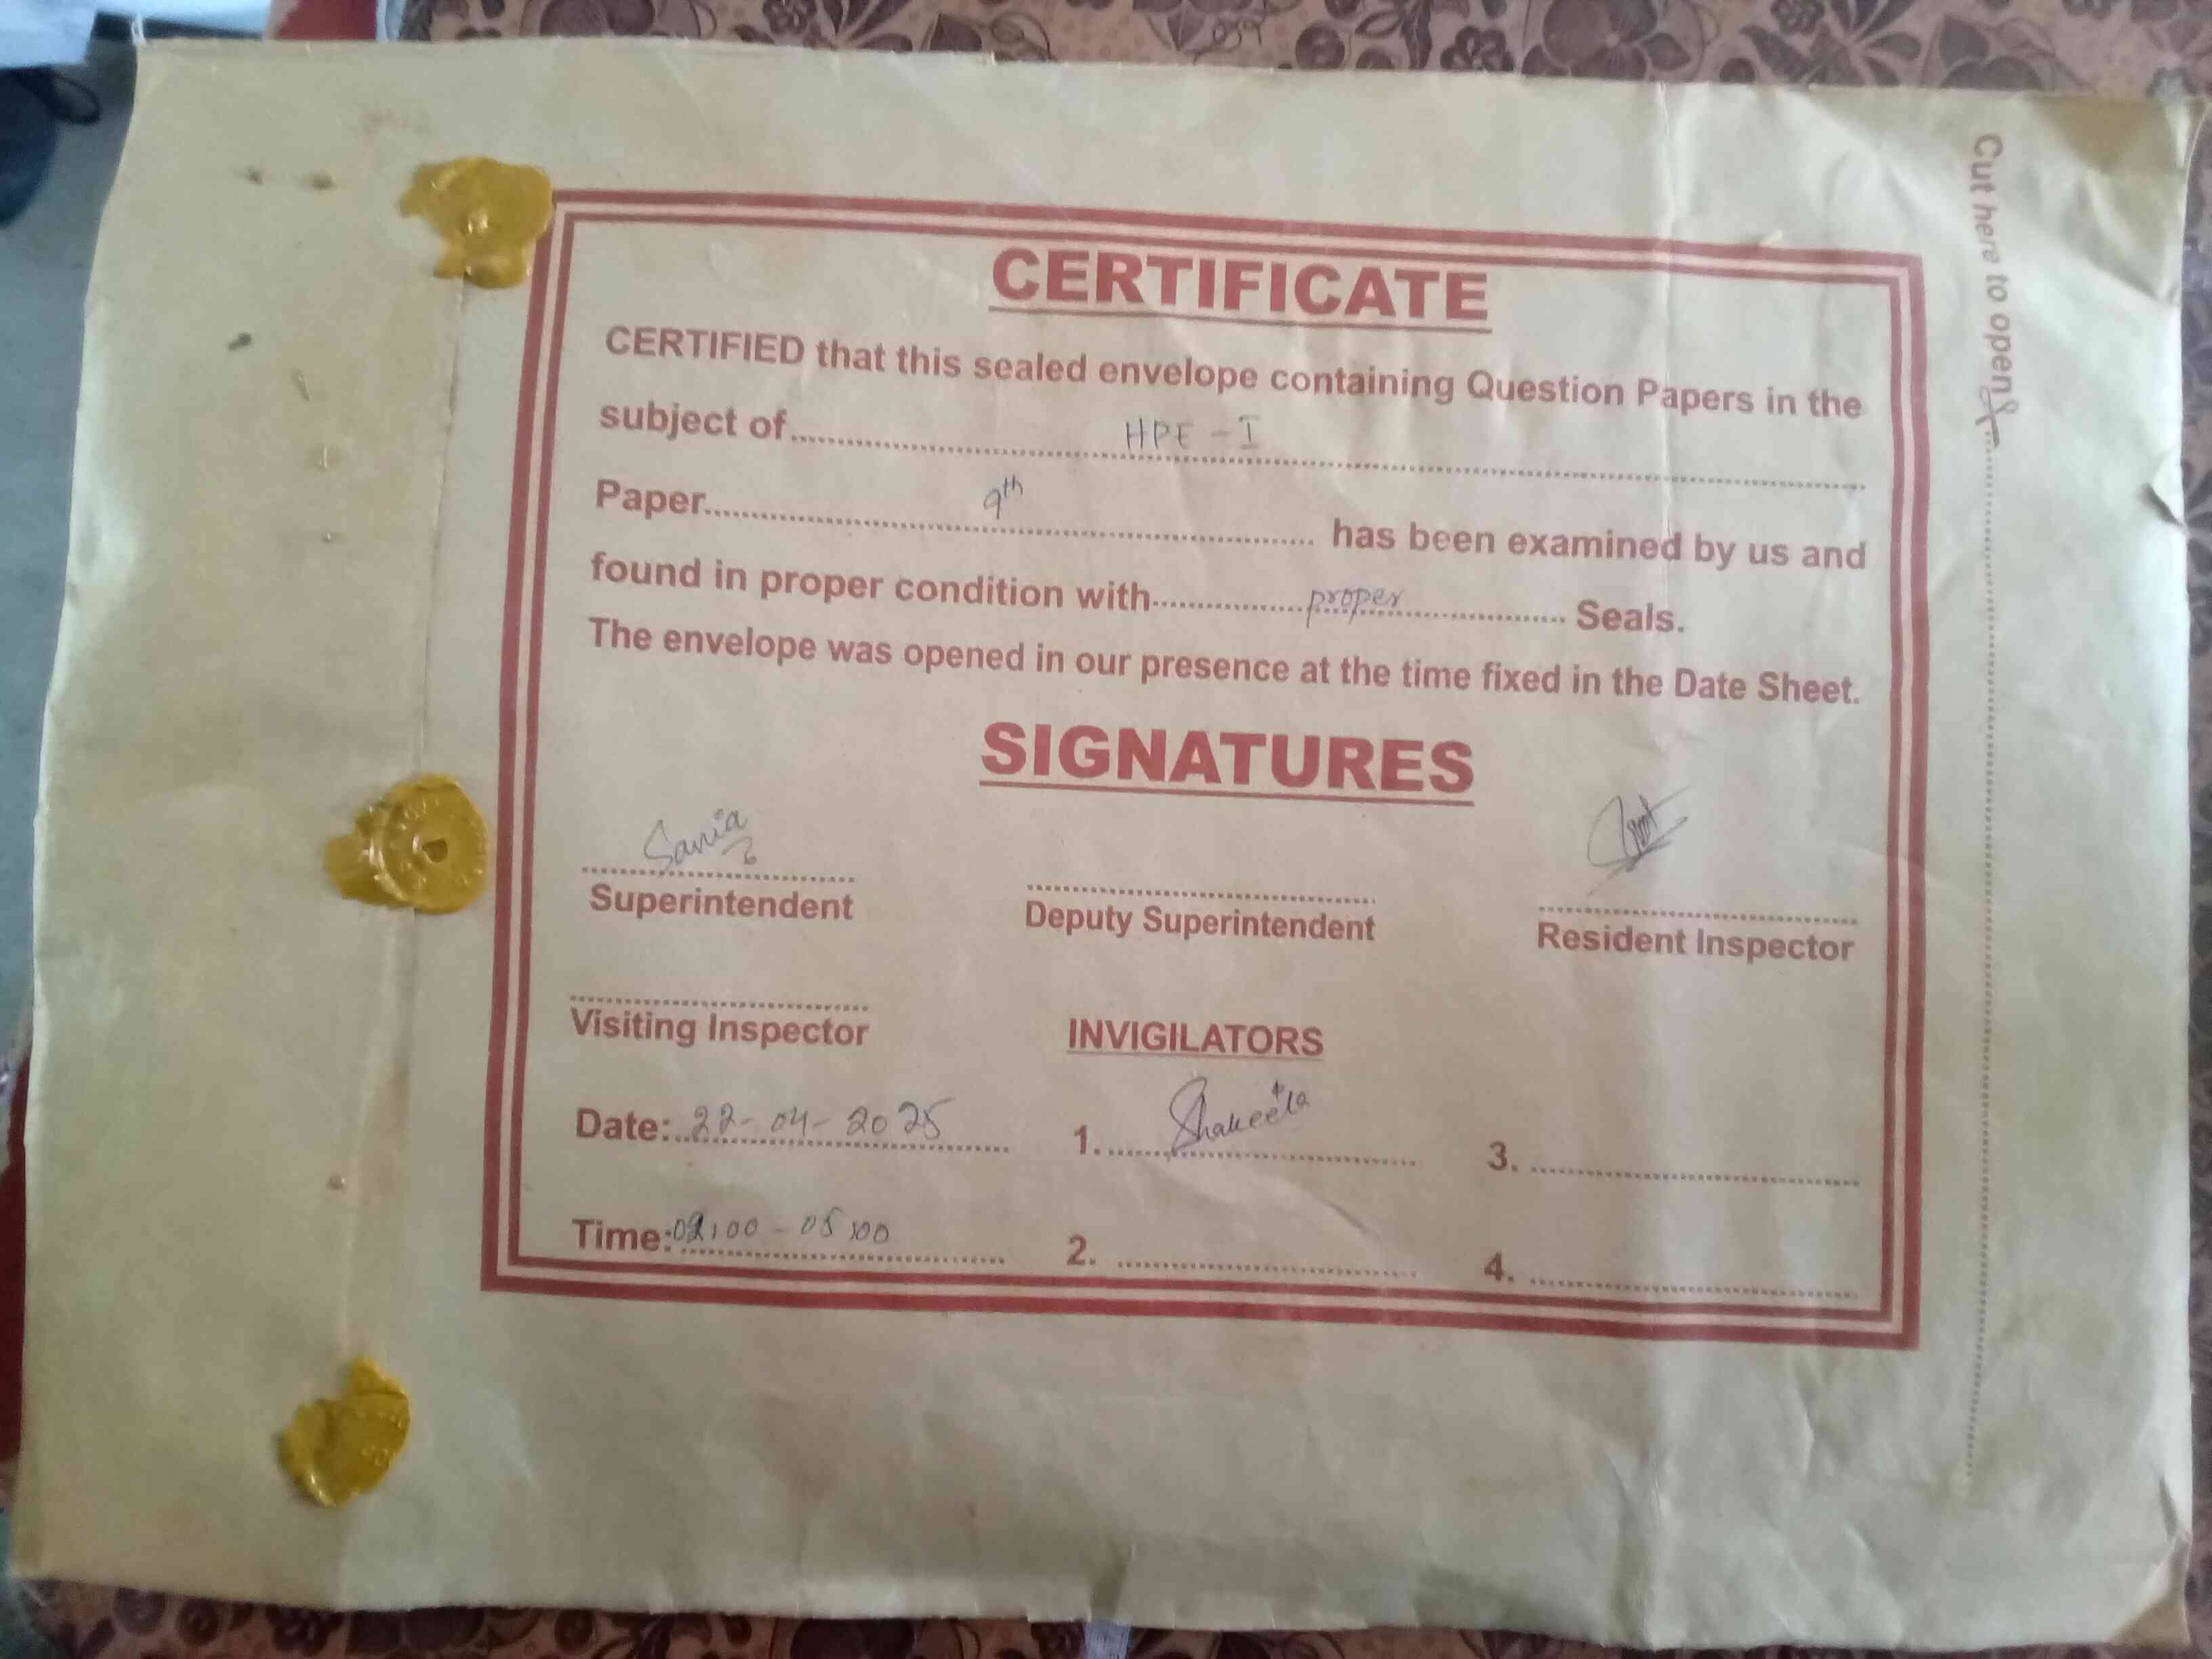 CERTIFICATE
CERTIFIED that this sealed envelope containing Question Papers in the
subject of HPE - I
Paper 9th has been examined by us and
found in proper condition with proper Seals.
The envelope was opened in our presence at the time fixed in the Date Sheet.
SIGNATURES
Sania
Superintendent
Deputy Superintendent
Resident Inspector
Visiting Inspector
INVIGILATORS
Date: 22-04-2025
1. Shakeela
3.
Time: 02:00 - 05:00
2.
4.
Cut here to open